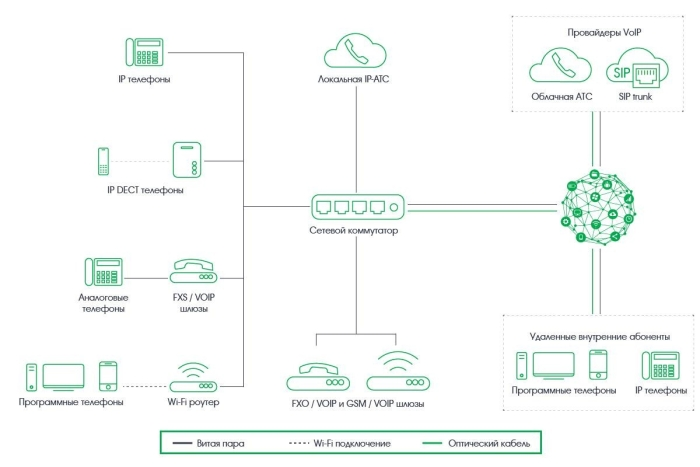 Провайдеры VoIP
SIP
IP телефоны
Локальная IP-АТС
Облачная АТС
SIP trunk
IP DECT телефоны
Сетевой коммутатор
Аналоговые
телефоны
FXS / VOIP
шлюзы
Удаленные внутренние абоненты
Программные телефоны
IP телефоны
Программные телефоны
Wi-Fi роутер
FXO / VOIP и GSM / VOIP шлюзы
Витая пара
Wi-Fi подключение
Оптический кабель